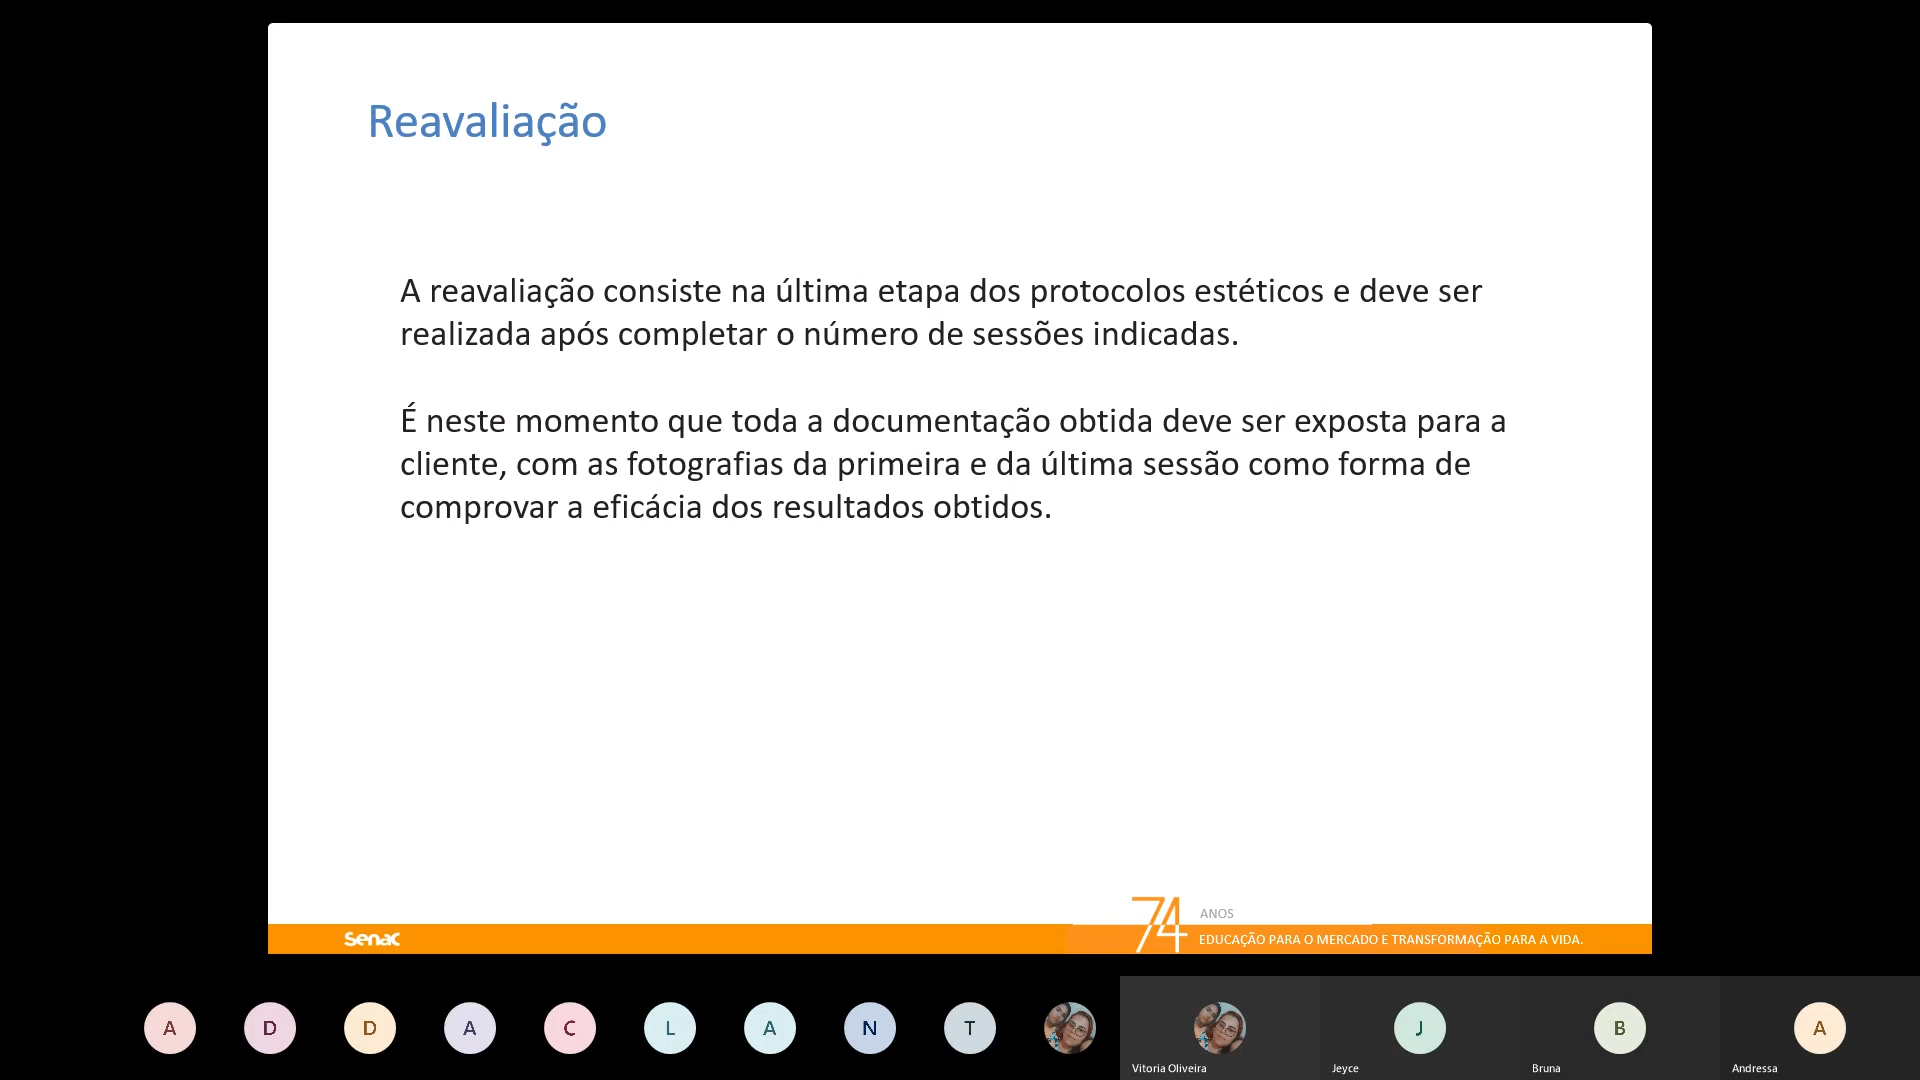 Reavaliação
A reavaliação consiste na última etapa dos protocolos estéticos e deve ser
realizada após completar o número de sessões indicadas.
É neste momento que toda a documentação obtida deve ser exposta para a
cliente, com as fotografias da primeira e da última sessão como forma de
comprovar a eficácia dos resultados obtidos.
74 ANOS
senac
EDUCAÇÃO PARA O MERCADO E TRANSFORMAÇÃO PARA A VIDA.
A D D A C L A N T J B A
Vitoria Oliveira Jeyce Bruna Andressa